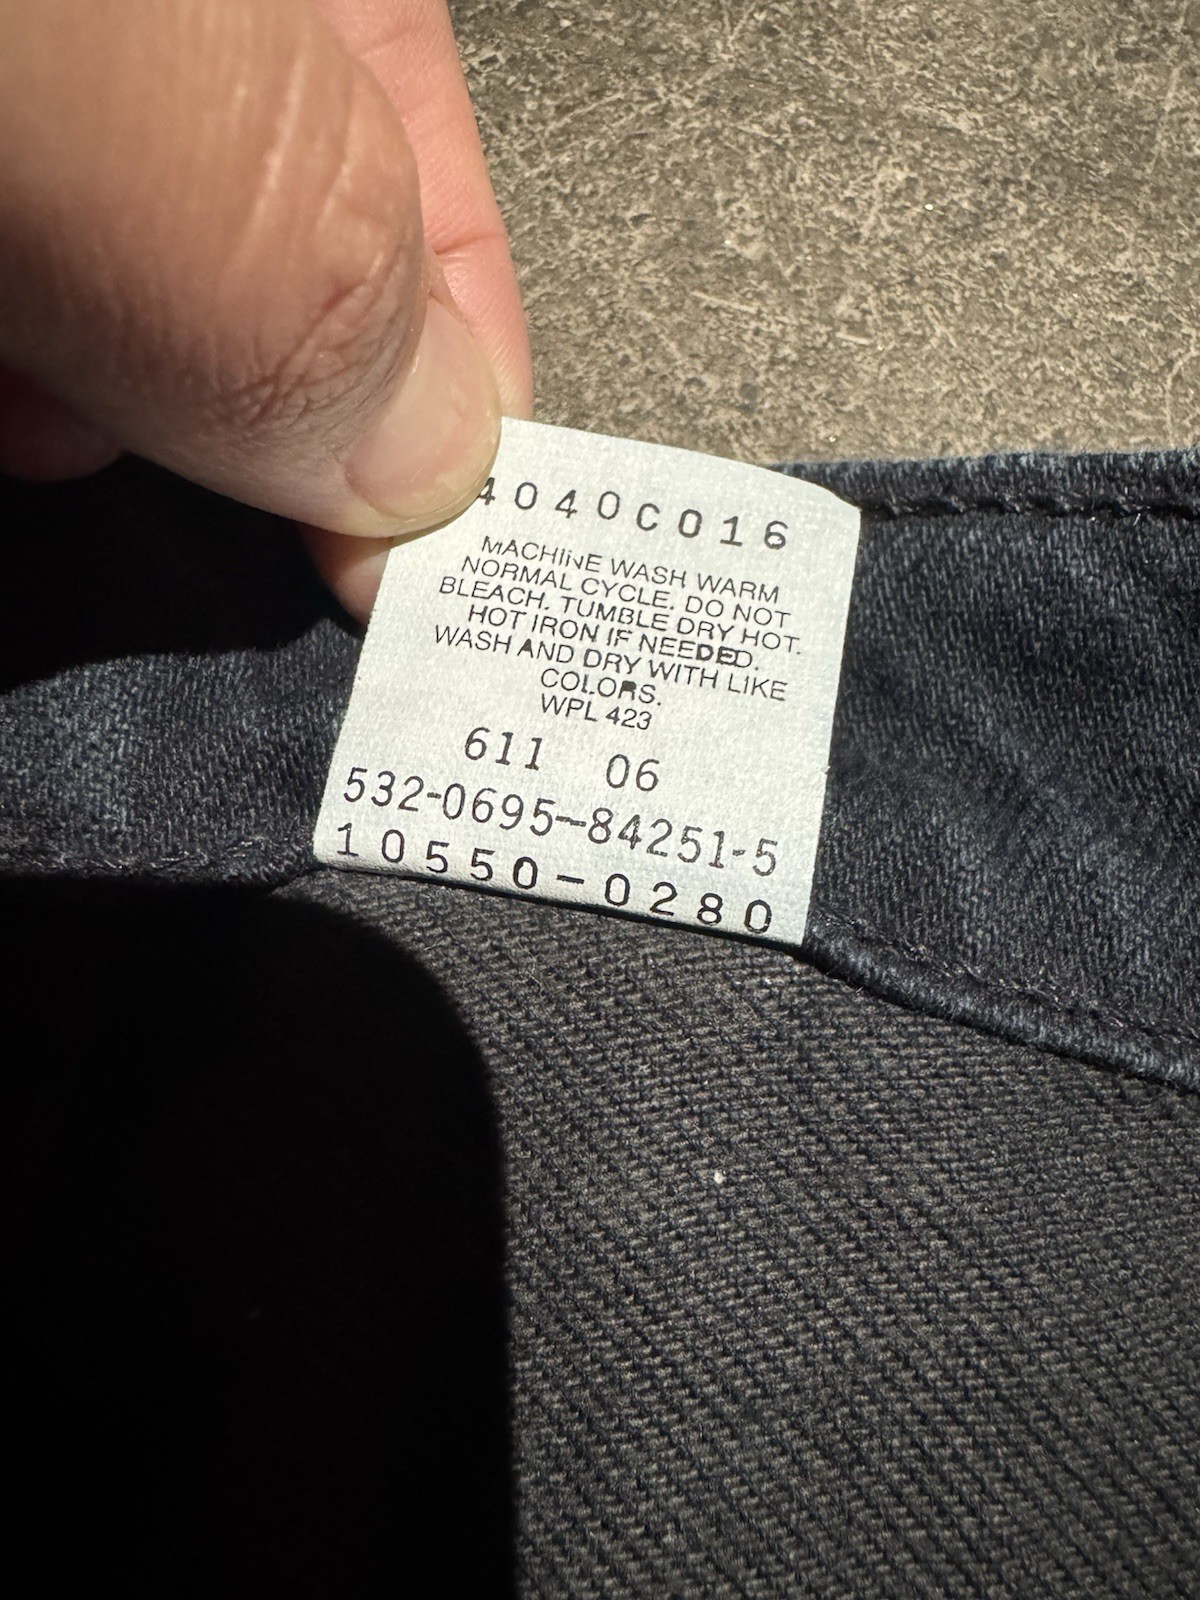 4040C016
MACHINE WASH WARM
NORMAL CYCLE. DO NOT
BLEACH. TUMBLE DRY HOT.
HOT IRON IF NEEDED.
WASH AND DRY WITH LIKE
COLORS.
WPL 423
611 06
532-0695-84251-5
10550-0280